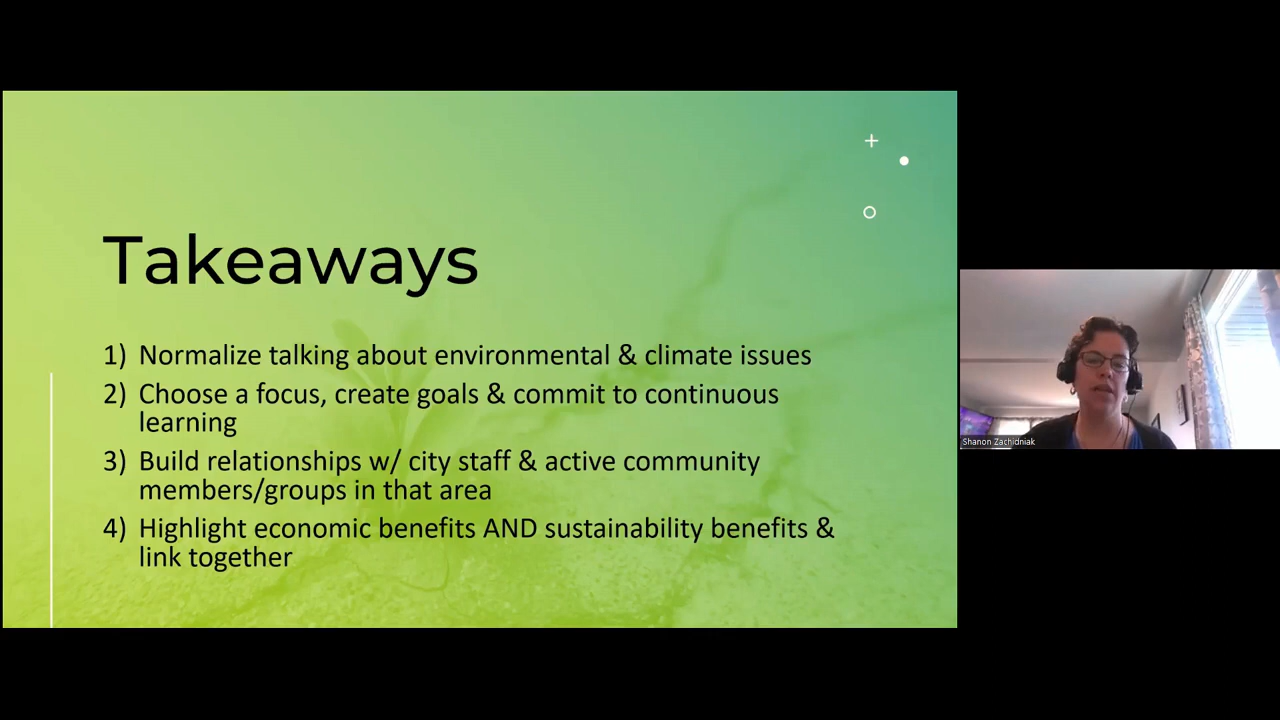 Takeaways
1) Normalize talking about environmental & climate issues
2) Choose a focus, create goals & commit to continuous
learning
3) Build relationships w/ city staff & active community
members/groups in that area
4) Highlight economic benefits AND sustainability benefits &
link together
Shanon Zachidniak